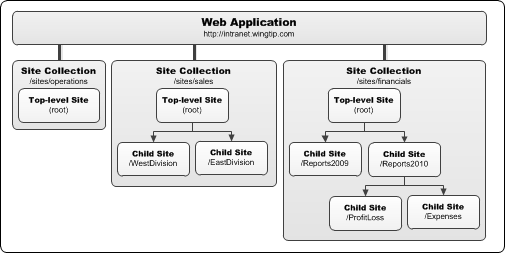 Web Application
http://intranet.wingtip.com
Site Collection
/sites/operations
Top-level Site
(root)
Site Collection
/sites/sales
Top-level Site
(root)
Child Site
/WestDivision
Child Site
/EastDivision
Site Collection
/sites/financials
Top-level Site
(root)
Child Site
/Reports2009
Child Site
/Reports2010
Child Site
/ProfitLoss
Child Site
/Expenses